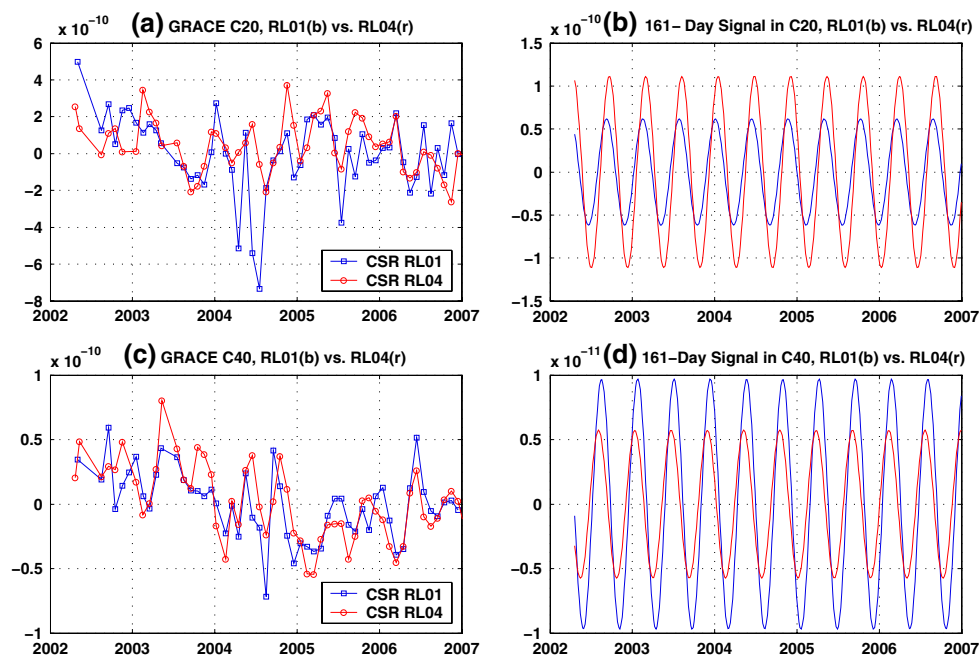 x 10−10
(a) GRACE C20, RL01(b) vs. RL04(r)
6
4
2
0
−2
−4
−6
−8
CSR RL01
CSR RL04
2002 2003 2004 2005 2006 2007
x 10−10
(b) 161− Day Signal in C20, RL01(b) vs. RL04(r)
1.5
1
0.5
0
−0.5
−1
−1.5
2002 2003 2004 2005 2006 2007
x 10−10
(c) GRACE C40, RL01(b) vs. RL04(r)
1
0.5
0
−0.5
−1
CSR RL01
CSR RL04
2002 2003 2004 2005 2006 2007
x 10−11
(d) 161−Day Signal in C40, RL01(b) vs. RL04(r)
1
0.5
0
−0.5
−1
2002 2003 2004 2005 2006 2007